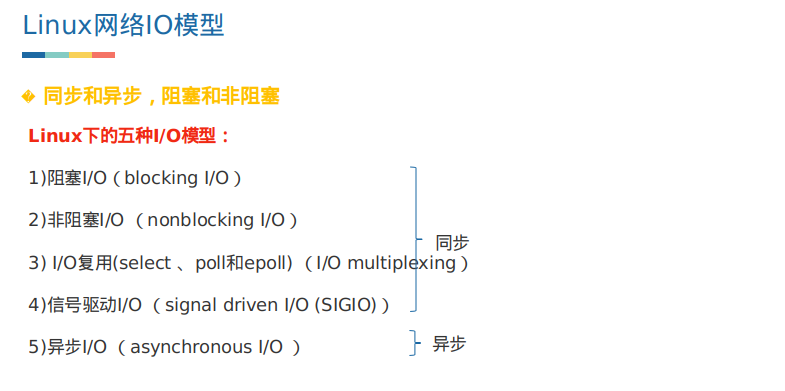 Linux网络IO模型
� 同步和异步，阻塞和非阻塞
Linux下的五种I/O模型：
1)阻塞I/O（blocking I/O）
2)非阻塞I/O （nonblocking I/O）
3) I/O复用(select 、poll和epoll) （I/O multiplexing）
4)信号驱动I/O （signal driven I/O (SIGIO)）
5)异步I/O （asynchronous I/O ）
同步
异步